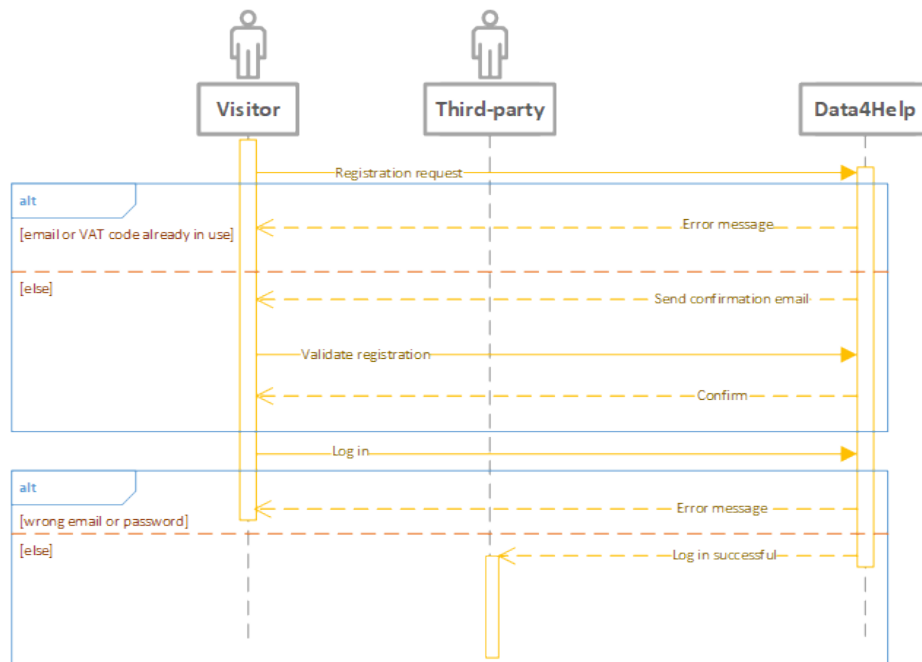 Visitor
Third-party
Data4Help
Registration request
alt
[email or VAT code already in use]
Error message
[else]
Send confirmation email
Validate registration
Confirm
Log in
alt
[wrong email or password]
Error message
[else]
Log in successful